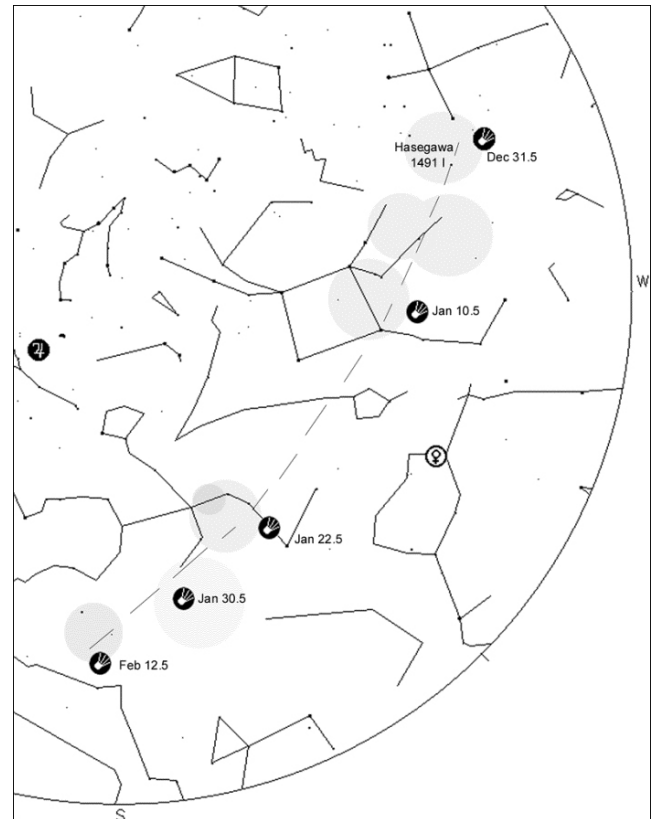 Hasegawa
1491 I
Dec 31.5
W
Jan 10.5
♃
♀
Jan 22.5
Jan 30.5
Feb 12.5
S